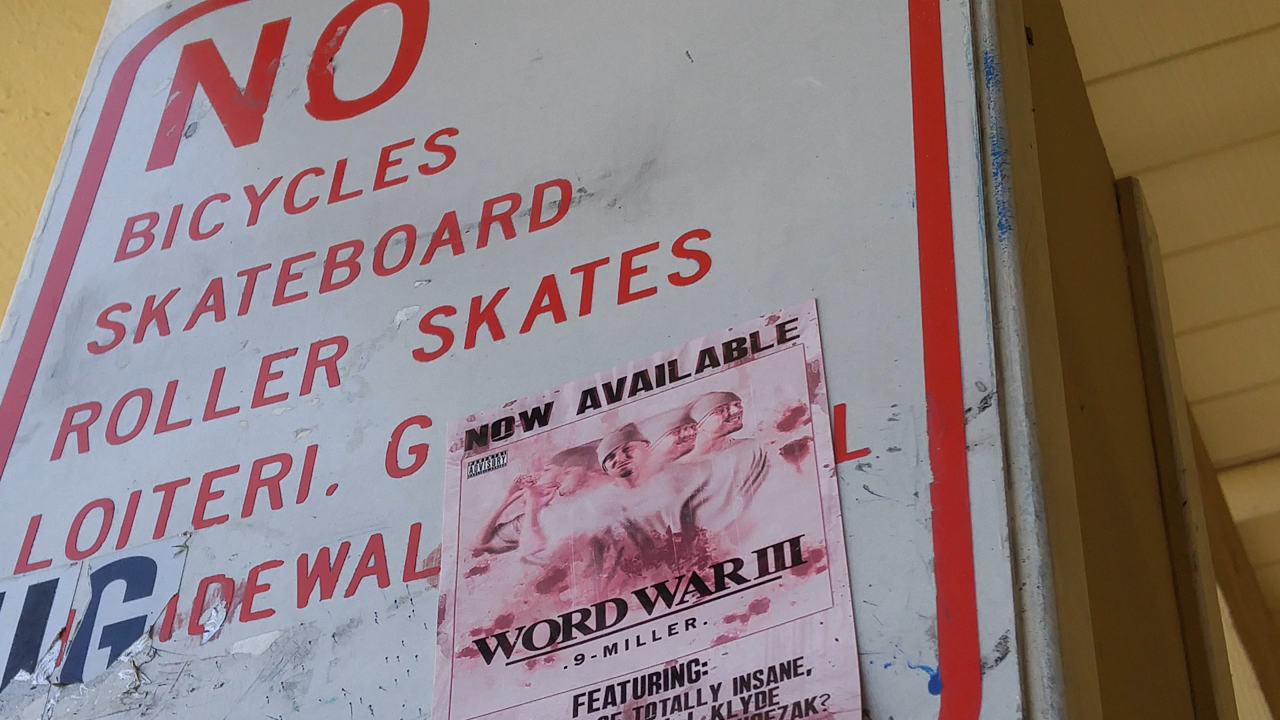 NO
BICYCLES
SKATEBOARD
ROLLER SKATES
LOITERI. G L
IDEWAL
UG
NOW AVAILABLE
ADVISORY
WORD WAR III
.9-MILLER.
FEATURING:
TOTALLY INSANE,
KLYDE